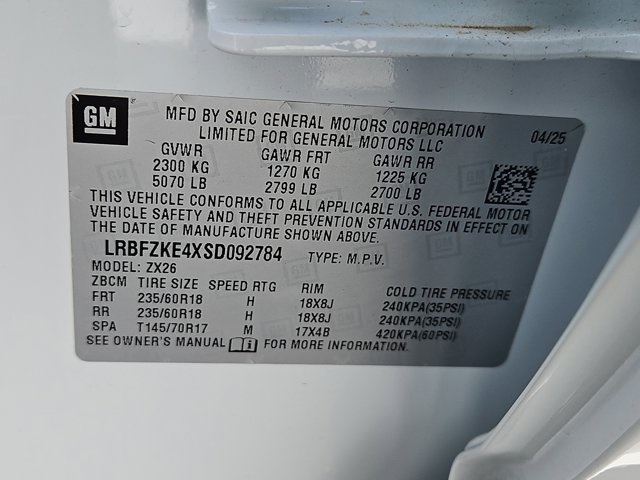 GM
MFD BY SAIC GENERAL MOTORS CORPORATION
LIMITED FOR GENERAL MOTORS LLC
04/25
GVWR GAWR FRT GAWR RR
2300 KG 1270 KG 1225 KG
5070 LB 2799 LB 2700 LB
THIS VEHICLE CONFORMS TO ALL APPLICABLE U.S. FEDERAL MOTOR
VEHICLE SAFETY AND THEFT PREVENTION STANDARDS IN EFFECT ON
THE DATE OF MANUFACTURE SHOWN ABOVE.
LRBFZKE4XSD092784 TYPE: M.P.V.
MODEL: ZX26
ZBCM TIRE SIZE SPEED RTG RIM COLD TIRE PRESSURE
FRT 235/60R18 H 18X8J 240KPA(35PSI)
RR 235/60R18 H 18X8J 240KPA(35PSI)
SPA T145/70R17 M 17X4B 420KPA(60PSI)
SEE OWNER'S MANUAL FOR MORE INFORMATION.